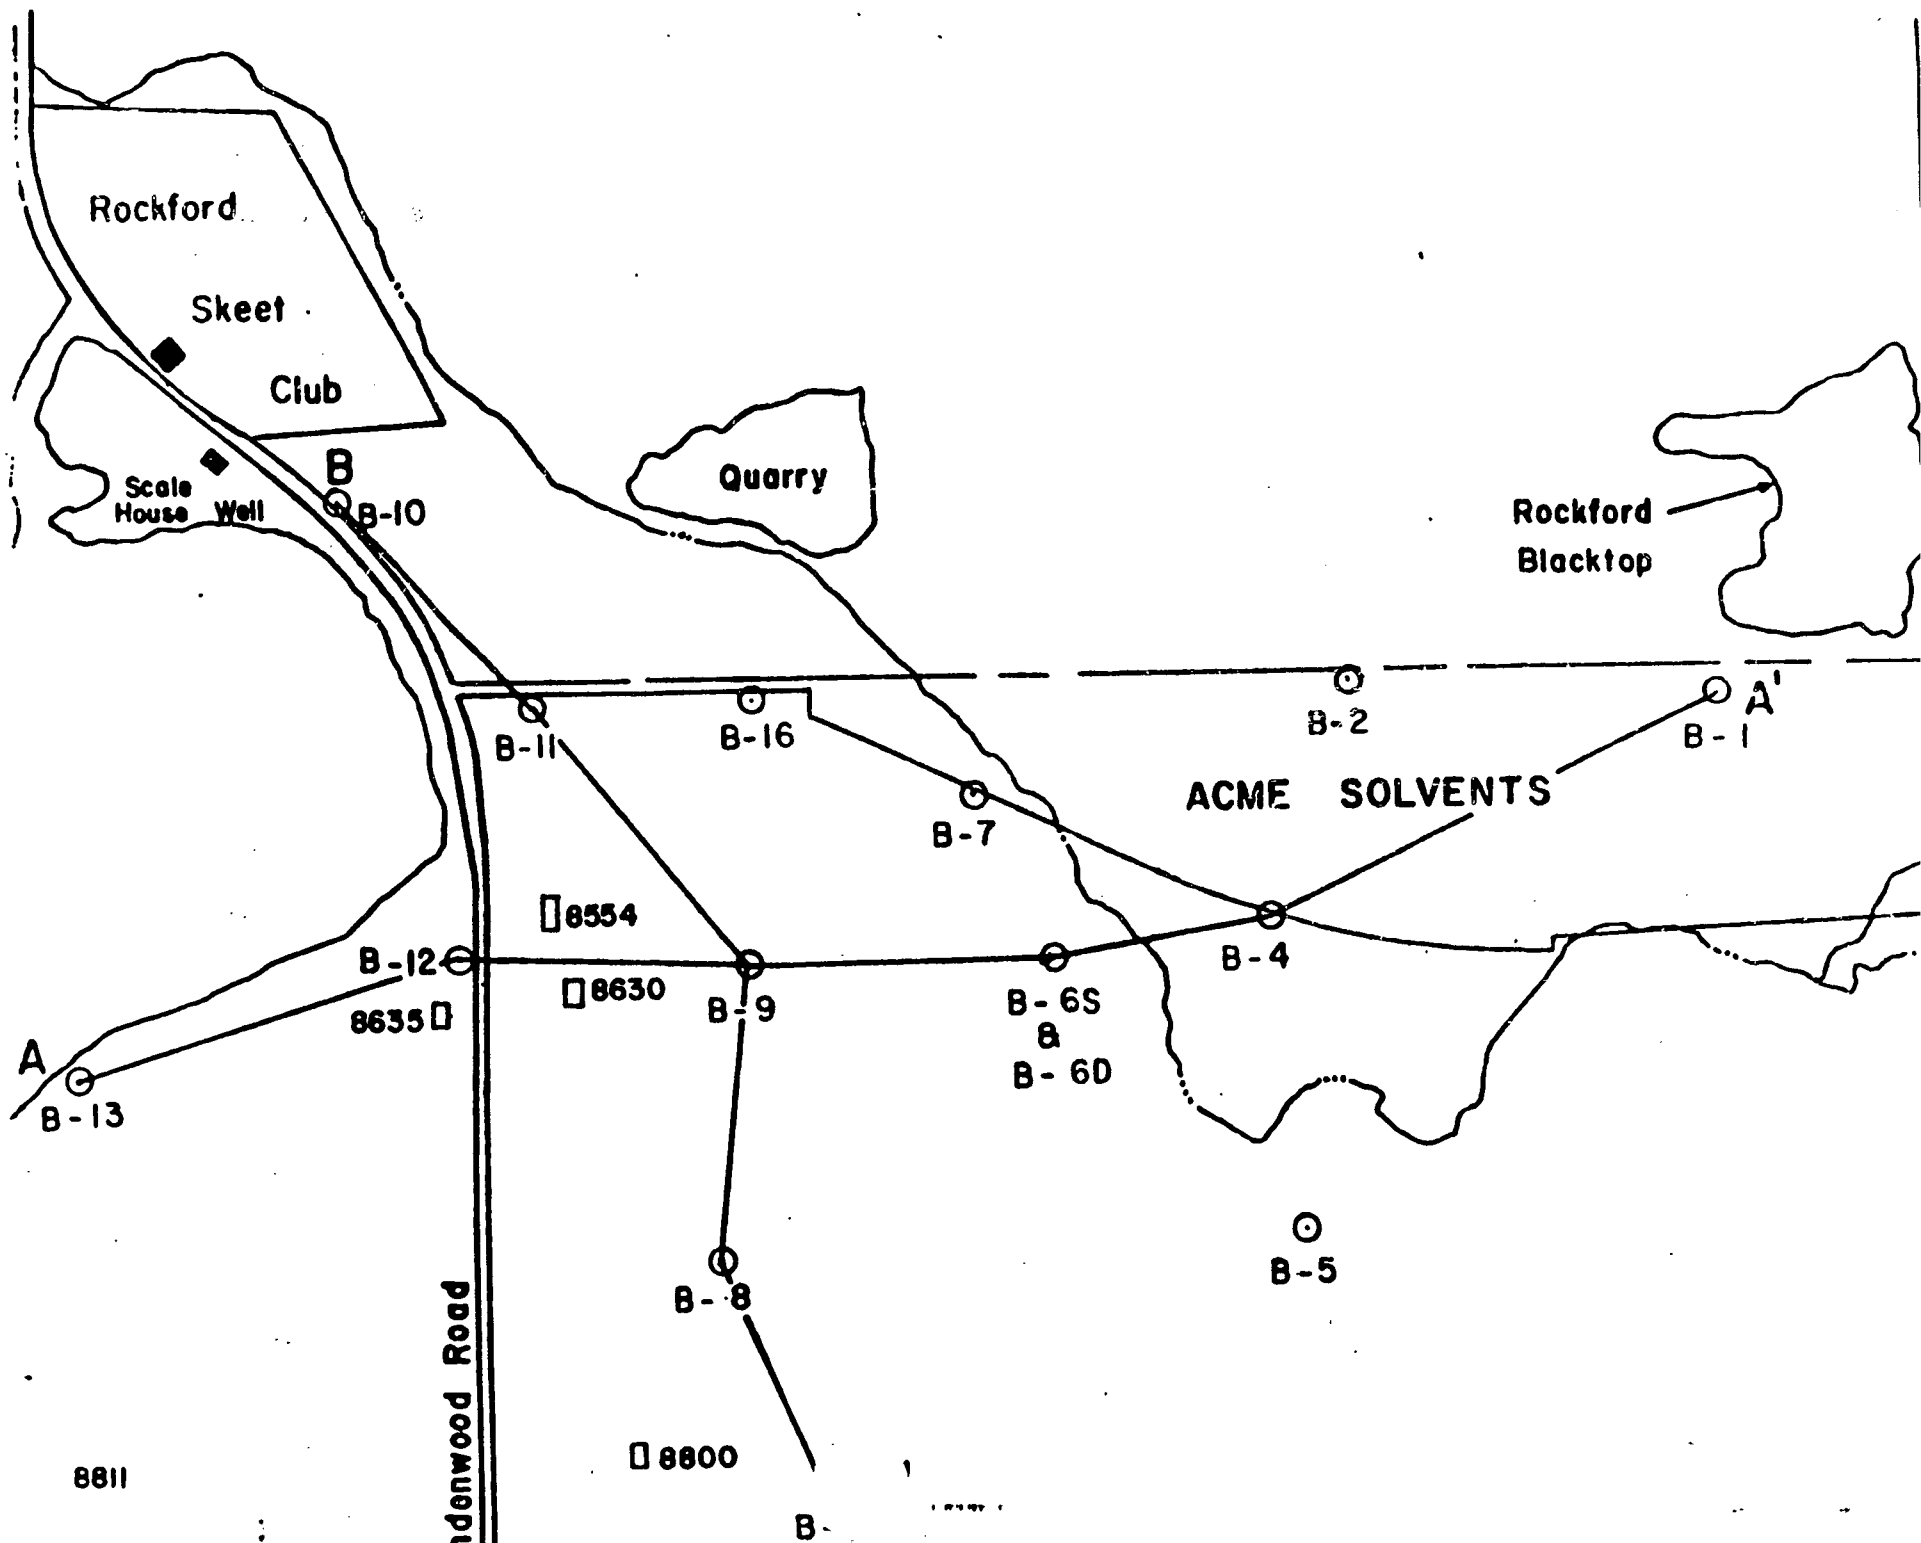 Rockford
Skeet
Club
B
B-10
Scale
House Well
Quarry
Rockford
Blacktop
B-11
B-16
B-2
A'
B-1
ACME SOLVENTS
B-7
8554
B-12
B-4
8630
B-9
B-6S
&
B-6D
8635
A
B-13
B-5
B-8
ndenwood Road
8800
8811
B-